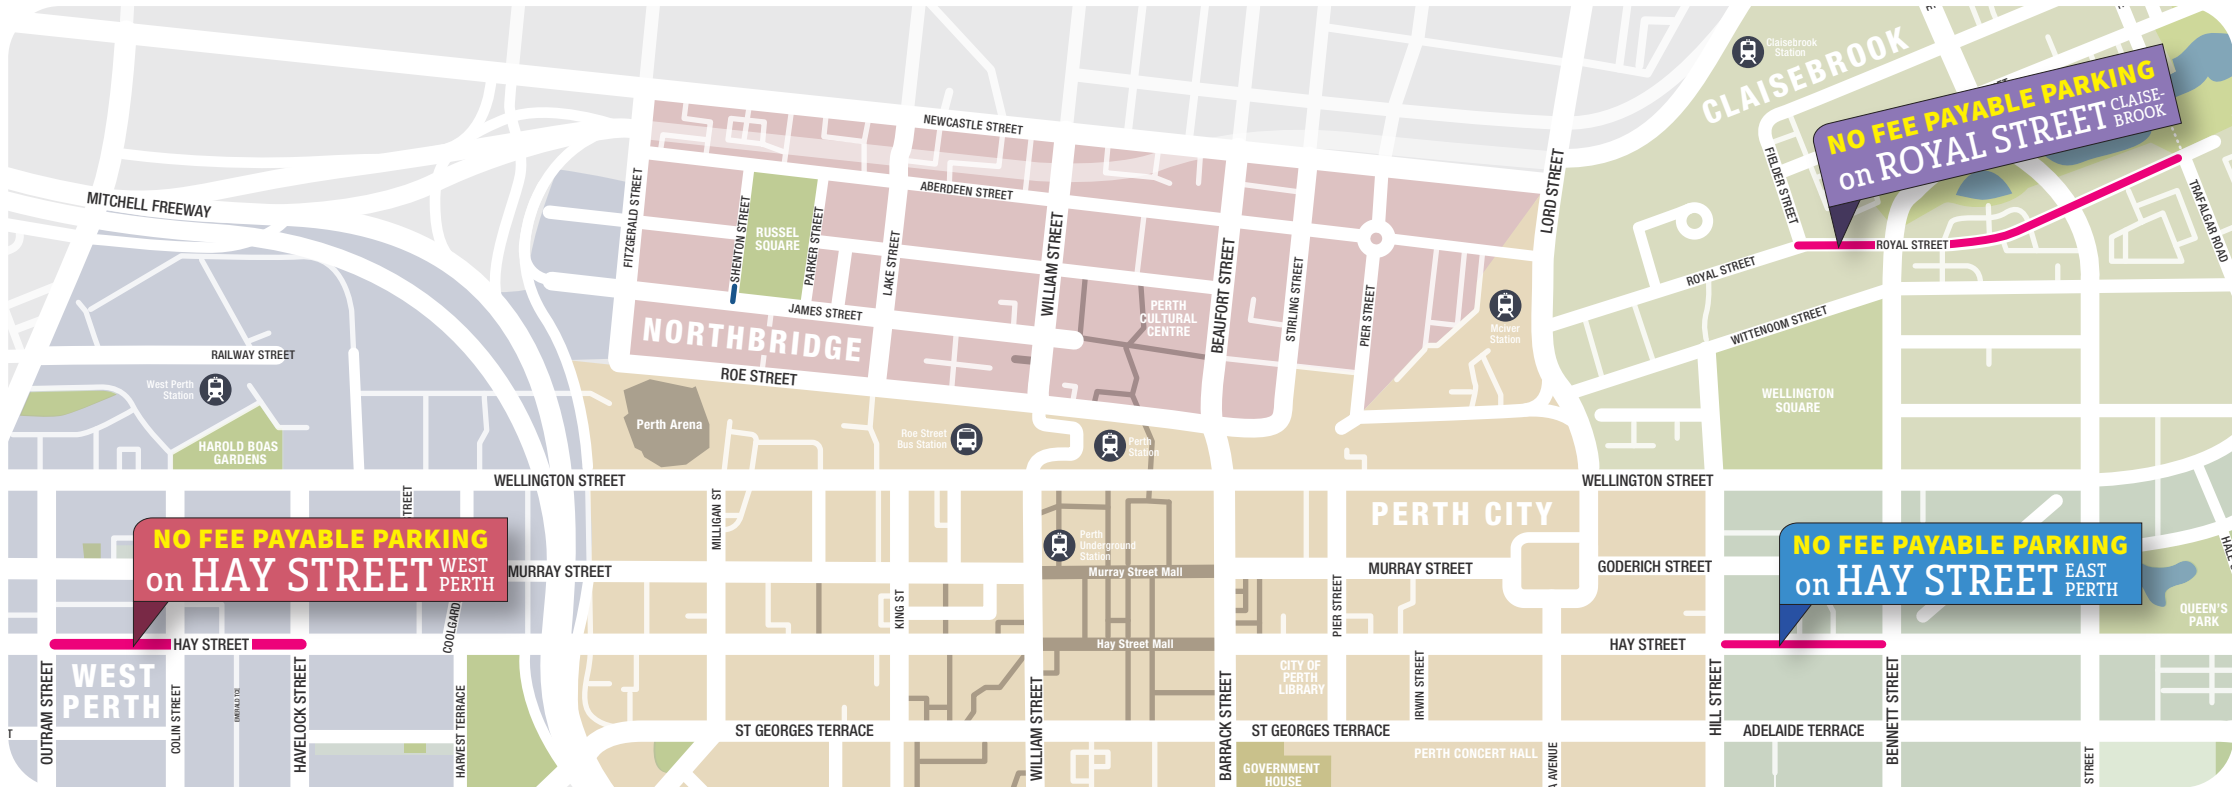 Claisebrook
Station
CLAISEBROOK
NO FEE PAYABLE PARKING
on ROYAL STREET CLAISE-
BROOK
NEWCASTLE STREET
ABERDEEN STREET
MITCHELL FREEWAY
FITZGERALD STREET
SHENTON STREET
RUSSEL
SQUARE
PARKER STREET
LAKE STREET
WILLIAM STREET
BEAUFORT STREET
STIRLING STREET
PIER STREET
LORD STREET
FIELDER STREET
TRAFALGAR ROAD
ROYAL STREET
ROYAL STREET
WITTENOOM STREET
JAMES STREET
NORTHBRIDGE
PERTH
CULTURAL
CENTRE
McIver
Station
RAILWAY STREET
West Perth
Station
ROE STREET
WELLINGTON
SQUARE
HAROLD BOAS
GARDENS
Perth Arena
Roe Street
Bus Station
Perth
Station
WELLINGTON STREET
WELLINGTON STREET
TREET
MILLIGAN ST
PERTH CITY
Perth
Underground
Station
NO FEE PAYABLE PARKING
on HAY STREET WEST
PERTH
NO FEE PAYABLE PARKING
on HAY STREET EAST
PERTH
MURRAY STREET
Murray Street Mall
MURRAY STREET
GODERICH STREET
KING ST
PIER STREET
COOLGARD
QUEEN'S
PARK
HAY STREET
Hay Street Mall
HAY STREET
WEST
PERTH
CITY OF
PERTH
LIBRARY
OUTRAM STREET
COLIN STREET
EMERALD TCE
HAVELOCK STREET
HARVEST TERRACE
WILLIAM STREET
BARRACK STREET
IRWIN STREET
HILL STREET
BENNETT STREET
ST GEORGES TERRACE
ST GEORGES TERRACE
ADELAIDE TERRACE
PERTH CONCERT HALL
GOVERNMENT
HOUSE
AVENUE
STREET